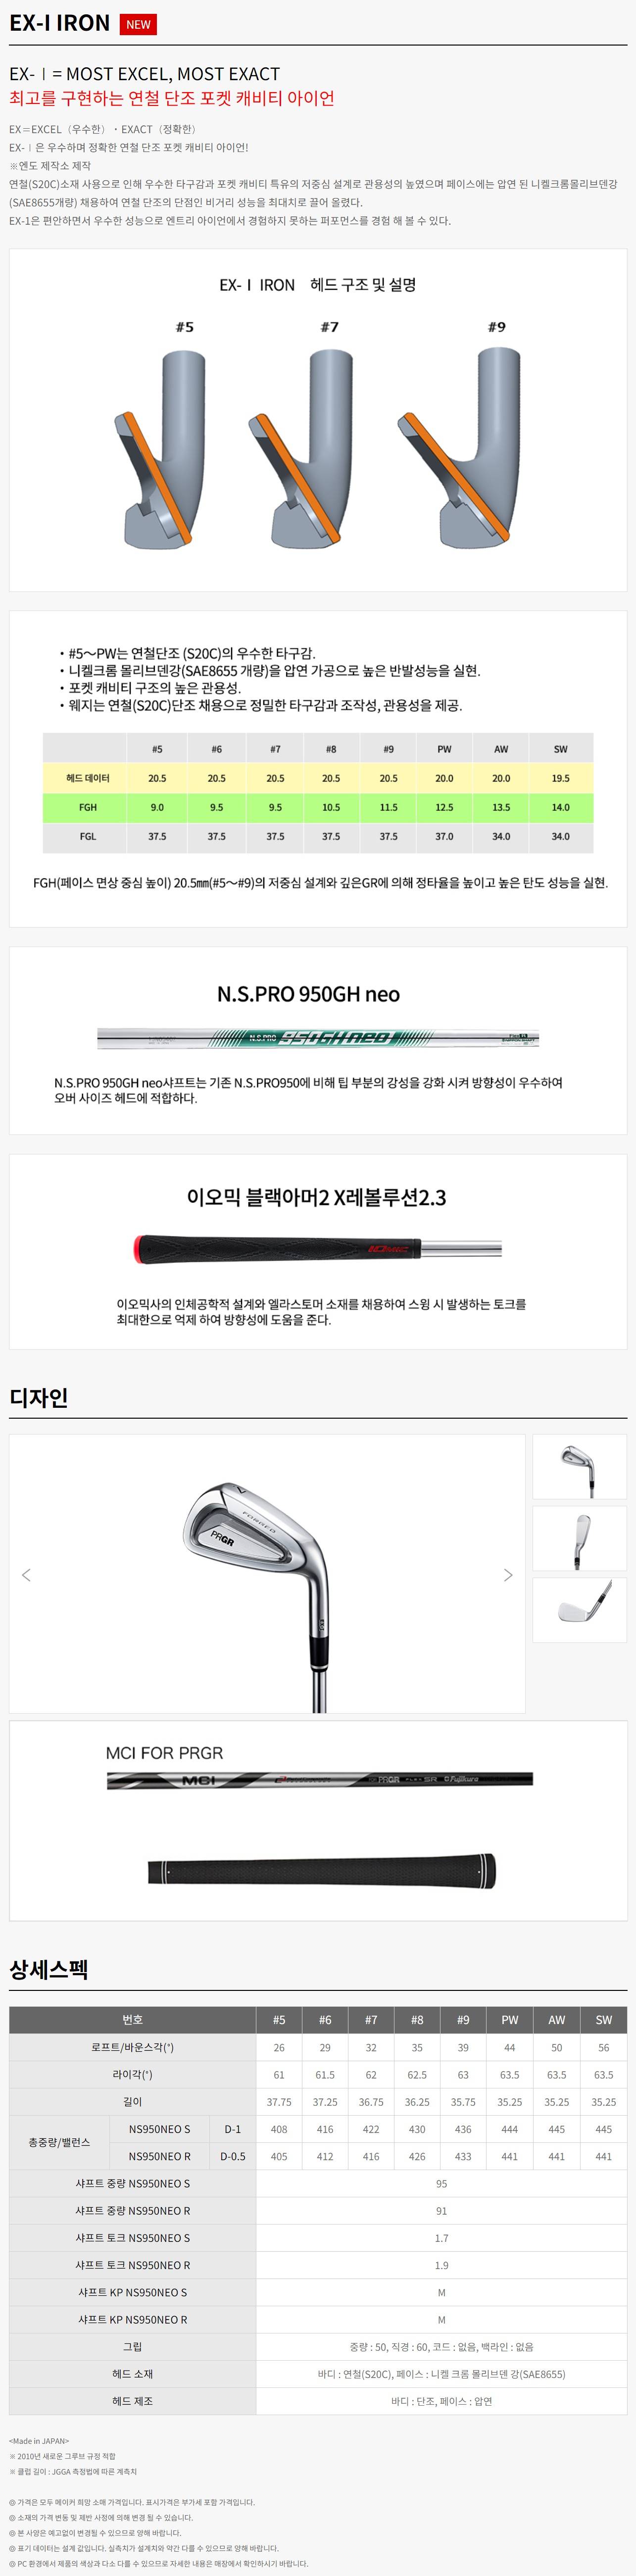 EX-I IRON NEW
EX-Ⅰ= MOST EXCEL, MOST EXACT
최고를 구현하는 연철 단조 포켓 캐비티 아이언
EX＝EXCEL（우수한）・EXACT（정확한）
EX-Ⅰ은 우수하며 정확한 연철 단조 포켓 캐비티 아이언!
※엔도 제작소 제작
연철(S20C)소재 사용으로 인해 우수한 타구감과 포켓 캐비티 특유의 저중심 설계로 관용성의 높였으며 페이스에는 압연 된 니켈크롬몰리브덴강
(SAE8655개량) 채용하여 연철 단조의 단점인 비거리 성능을 최대치로 끌어 올렸다.
EX-1은 편안하면서 우수한 성능으로 엔트리 아이언에서 경험하지 못하는 퍼포먼스를 경험 해 볼 수 있다.
EX-Ⅰ IRON 헤드 구조 및 설명
#5 #7 #9
・#5～PW는 연철단조 (S20C)의 우수한 타구감.
・니켈크롬 몰리브덴강(SAE8655 개량)을 압연 가공으로 높은 반발성능을 실현.
・포켓 캐비티 구조의 높은 관용성.
・웨지는 연철(S20C)단조 채용으로 정밀한 타구감과 조작성, 관용성을 제공.
#5 #6 #7 #8 #9 PW AW SW
헤드 데이터 20.5 20.5 20.5 20.5 20.5 20.0 20.0 19.5
FGH 9.0 9.5 9.5 10.5 11.5 12.5 13.5 14.0
FGL 37.5 37.5 37.5 37.5 37.5 37.0 34.0 34.0
FGH(페이스 면상 중심 높이) 20.5㎜(#5～#9)의 저중심 설계와 깊은GR에 의해 정타율을 높이고 높은 탄도 성능을 실현.
N.S.PRO 950GH neo
N.S.PRO 950GH neo
N.S.PRO 950GH neo샤프트는 기존 N.S.PRO950에 비해 팁 부분의 강성을 강화 시켜 방향성이 우수하여
오버 사이즈 헤드에 적합하다.
이오믹 블랙아머2 X레볼루션2.3
이오믹사의 인체공학적 설계와 엘라스토머 소재를 채용하여 스윙 시 발생하는 토크를
최대한으로 억제 하여 방향성에 도움을 준다.
디자인
FORGED
PRGR
MCI FOR PRGR
MCI PRGR Fujikura
상세스펙
번호 #5 #6 #7 #8 #9 PW AW SW
로프트/바운스각(°) 26 29 32 35 39 44 50 56
라이각(°) 61 61.5 62 62.5 63 63.5 63.5 63.5
길이 37.75 37.25 36.75 36.25 35.75 35.25 35.25 35.25
총중량/밸런스 NS950NEO S D-1 408 416 422 430 436 444 445 445
NS950NEO R D-0.5 405 412 416 426 433 441 441 441
샤프트 중량 NS950NEO S 95
샤프트 중량 NS950NEO R 91
샤프트 토크 NS950NEO S 1.7
샤프트 토크 NS950NEO R 1.9
샤프트 KP NS950NEO S M
샤프트 KP NS950NEO R M
그립 중량 : 50, 직경 : 60, 코드 : 없음, 백라인 : 없음
헤드 소재 바디 : 연철(S20C), 페이스 : 니켈 크롬 몰리브덴 강(SAE8655)
헤드 제조 바디 : 단조, 페이스 : 압연
<Made in JAPAN>
※ 2010년 새로운 그루브 규정 적합
※ 클럽 길이 : JGGA 측정법에 따른 계측치
◎ 가격은 모두 메이커 희망 소매 가격입니다. 표시가격은 부가세 포함 가격입니다.
◎ 소재의 가격 변동 및 제반 사정에 의해 변경 될 수 있습니다.
◎ 본 사양은 예고없이 변경될 수 있으므로 양해 바랍니다.
◎ 표기 데이터는 설계 값입니다. 실측치가 설계치와 약간 다를 수 있으므로 양해 바랍니다.
◎ PC 환경에서 제품의 색상과 다소 다를 수 있으므로 자세한 내용은 매장에서 확인하시기 바랍니다.